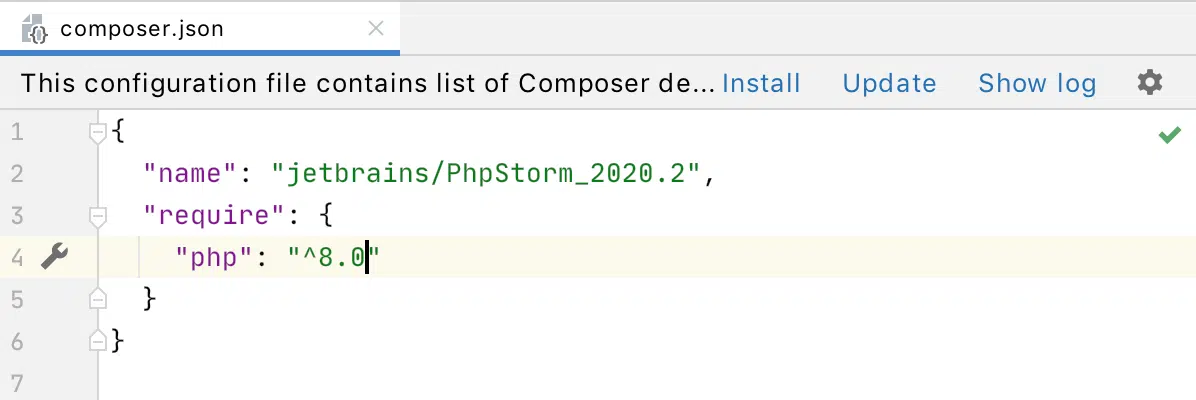 composer.json
This configuration file contains list of Composer de... Install Update Show log
1 {
2 "name": "jetbrains/PhpStorm_2020.2",
3 "require": {
4 "php": "^8.0"
5 }
6 }
7